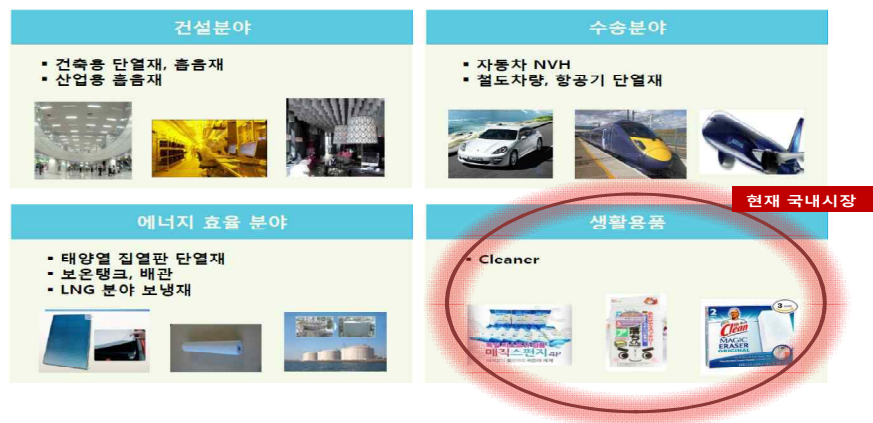 건설분야
▪ 건축용 단열재, 흡음재
▪ 산업용 흡음재
수송분야
▪ 자동차 NVH
▪ 철도차량, 항공기 단열재
현재 국내시장
에너지 효율 분야
▪ 태양열 집열판 단열재
▪ 보온탱크, 배관
▪ LNG 분야 보냉재
생활용품
▪ Cleaner
매직스펀지 4P
2
Clean
MAGIC
ERASER
ORIGINAL
3